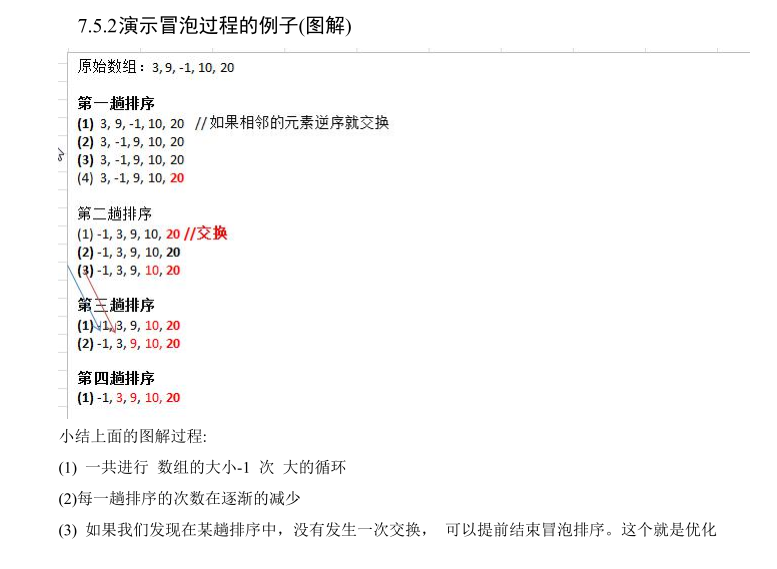 7.5.2演示冒泡过程的例子(图解)
原始数组：3, 9, -1, 10, 20
第一趟排序
(1) 3, 9, -1, 10, 20 //如果相邻的元素逆序就交换
(2) 3, -1, 9, 10, 20
(3) 3, -1, 9, 10, 20
(4) 3, -1, 9, 10, 20
第二趟排序
(1) -1, 3, 9, 10, 20 //交换
(2) -1, 3, 9, 10, 20
(3) -1, 3, 9, 10, 20
第三趟排序
(1) -1, 3, 9, 10, 20
(2) -1, 3, 9, 10, 20
第四趟排序
(1) -1, 3, 9, 10, 20
小结上面的图解过程:
(1) 一共进行 数组的大小-1 次 大的循环
(2)每一趟排序的次数在逐渐的减少
(3) 如果我们发现在某趟排序中，没有发生一次交换， 可以提前结束冒泡排序。这个就是优化